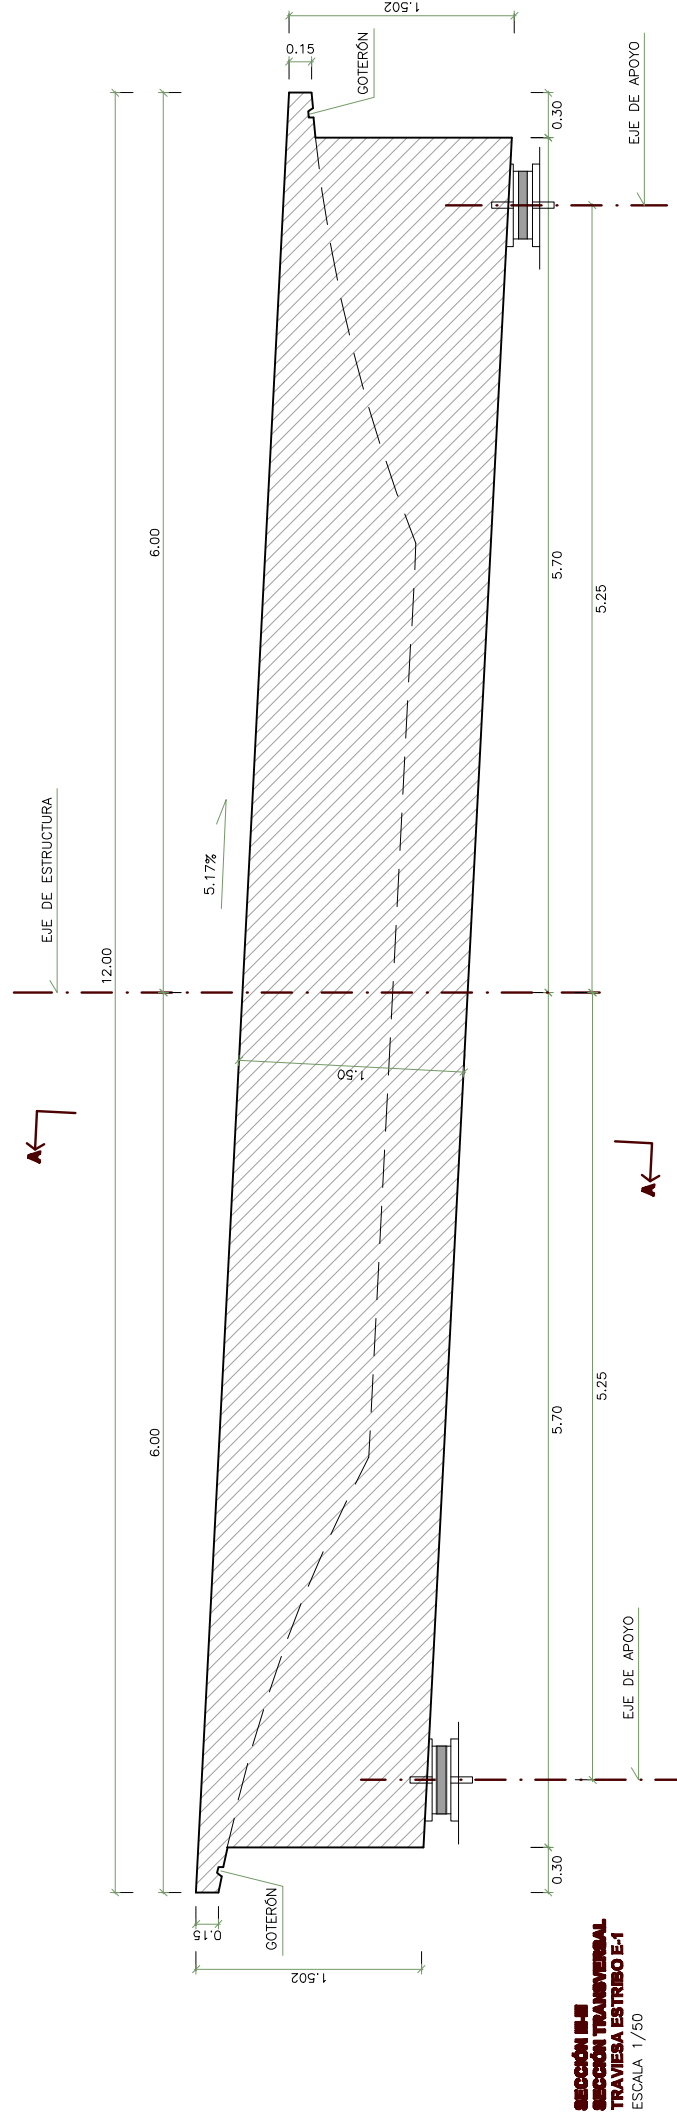 EJE DE ESTRUCTURA
12.00
6.00
6.00
5.17%
A
A
1.50
0.15
1.502
GOTERÓN
0.30
5.70
5.25
EJE DE APOYO
0.15
1.502
GOTERÓN
0.30
5.70
5.25
EJE DE APOYO
SECCIÓN E-E
SECCIÓN TRANSVERSAL
TRAVIESA ESTRIBO E-1
ESCALA 1/50